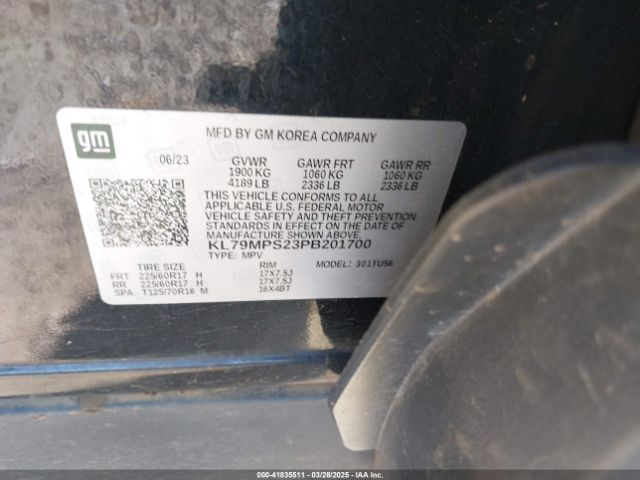 gm
MFD BY GM KOREA COMPANY
06/23 GVWR GAWR FRT GAWR RR
1900 KG 1060 KG 1060 KG
4189 LB 2336 LB 2336 LB
THIS VEHICLE CONFORMS TO ALL
APPLICABLE U.S. FEDERAL MOTOR
VEHICLE SAFETY AND THEFT PREVENTION
STANDARDS IN EFFECT ON THE DATE OF
MANUFACTURE SHOWN ABOVE.
KL79MPS23PB201700
TYPE: MPV MODEL: 301TU56
TIRE SIZE RIM
FRT 225/60R17 H 17X7.5J
RR 225/60R17 H 17X7.5J
SPA. T125/70R16 M 16X4BT
000-41835511 03/28/2025 IAA Inc.